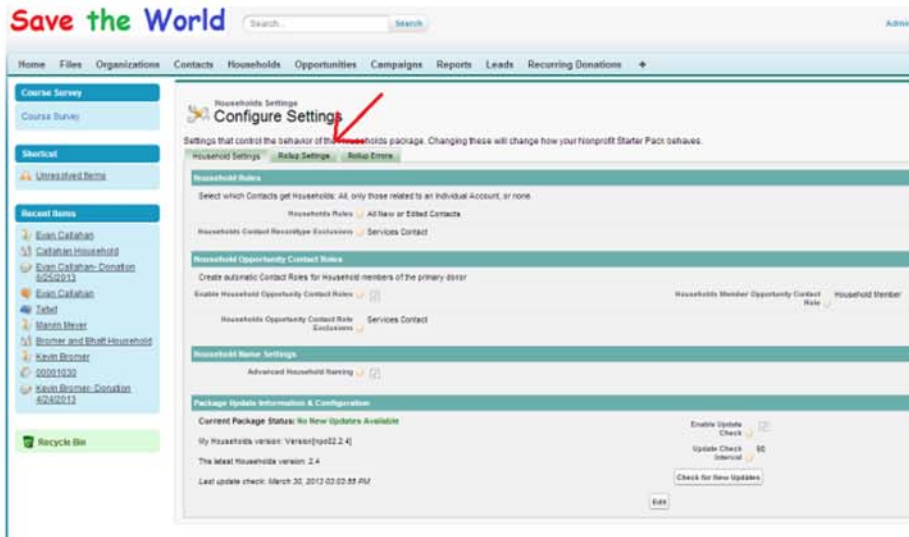 Save the World
Search...
Search
Admin
Home Files Organizations Contacts Households Opportunities Campaigns Reports Leads Recurring Donations +
Course Survey
Course Survey
Shortcut
Unresolved Items
Recent Items
Evan Callahan
Callahan Household
Evan Callahan- Donation
6/25/2013
Evan Callahan
Marvin Meyer
Bromer and Bhatt Household
Kevin Bromer
00001030
Kevin Bromer- Donation
4/24/2013
Recycle Bin
Households Settings
Configure Settings
Settings that control the behavior of the Households package. Changing these will change how your Nonprofit Starter Pack behaves.
Household Settings Rollup Settings Rollup Errors
Household Rules
Select which Contacts get Households: All, only those related to an Individual Account, or none.
Households Rules All New or Edited Contacts
Households Contact Recordtype Exclusions Services Contact
Household Opportunity Contact Roles
Create automatic Contact Roles for Household members of the primary donor
Enable Household Opportunity Contact Roles
Households Member Opportunity Contact Role Household Member
Households Opportunity Contact Role
Exclusions
Services Contact
Household Name Settings
Advanced Household Naming
Package Update Information & Configuration
Current Package Status: No New Updates Available
My Households version: Version[npo02.2.4]
The latest Households version: 2.4
Last update check: March 30, 2013 03:03:55 PM
Enable Update
Check
Update Check
Interval
Check for New Updates
Edit